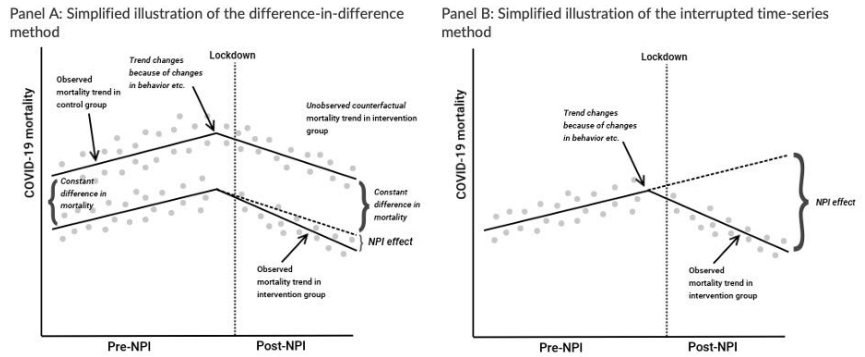 Panel A: Simplified illustration of the difference-in-difference
method
Lockdown
Trend changes
because of changes
in behavior etc.
Observed
mortality trend in
control group
Unobserved counterfactual
mortality trend in intervention
group
COVID-19 mortality
Constant
difference in
mortality
Constant
difference in
mortality
NPI effect
Observed
mortality trend in
intervention group
Pre-NPI
Post-NPI
Panel B: Simplified illustration of the interrupted time-series
method
Lockdown
Trend changes
because of changes
in behavior etc.
COVID-19 mortality
NPI effect
Observed
mortality trend in
intervention group
Pre-NPI
Post-NPI